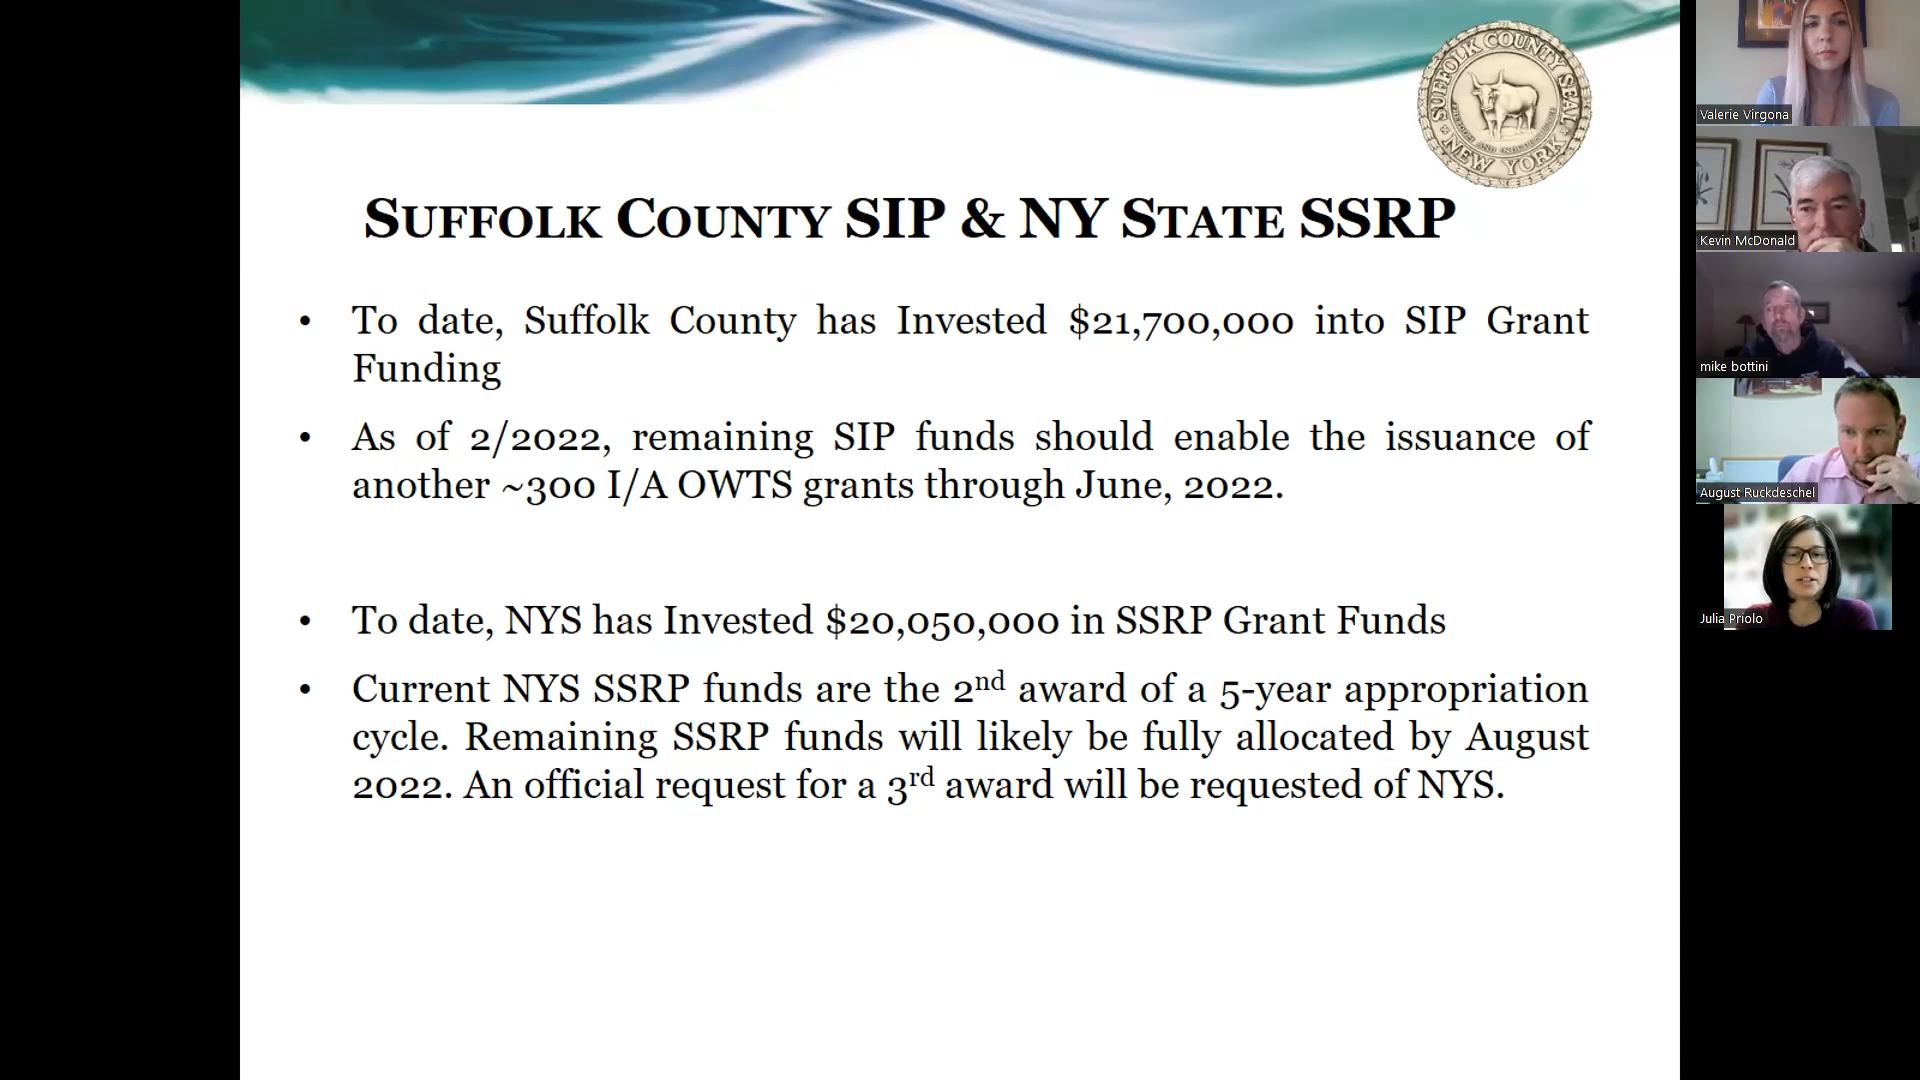 SUFFOLK COUNTY SEAL
NEW YORK
SUFFOLK COUNTY SIP & NY STATE SSRP
• To date, Suffolk County has Invested $21,700,000 into SIP Grant
Funding
• As of 2/2022, remaining SIP funds should enable the issuance of
another ~300 I/A OWTS grants through June, 2022.
• To date, NYS has Invested $20,050,000 in SSRP Grant Funds
• Current NYS SSRP funds are the 2nd award of a 5-year appropriation
cycle. Remaining SSRP funds will likely be fully allocated by August
2022. An official request for a 3rd award will be requested of NYS.
Valerie Virgona
Kevin McDonald
mike bottini
August Ruckdeschel
Julia Priolo